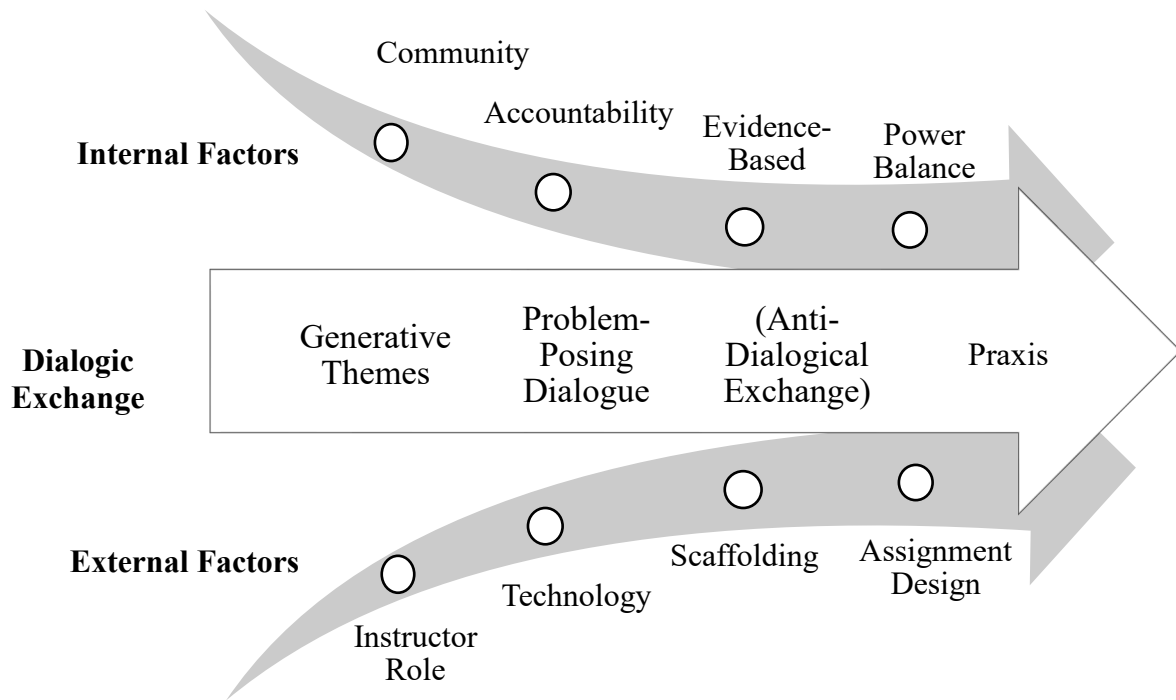 Community
Accountability
Evidence-
Based
Power
Balance
Internal Factors
Dialogic
Exchange
Generative
Themes
Problem-
Posing
Dialogue
(Anti-
Dialogical
Exchange)
Praxis
External Factors
Instructor
Role
Technology
Scaffolding
Assignment
Design